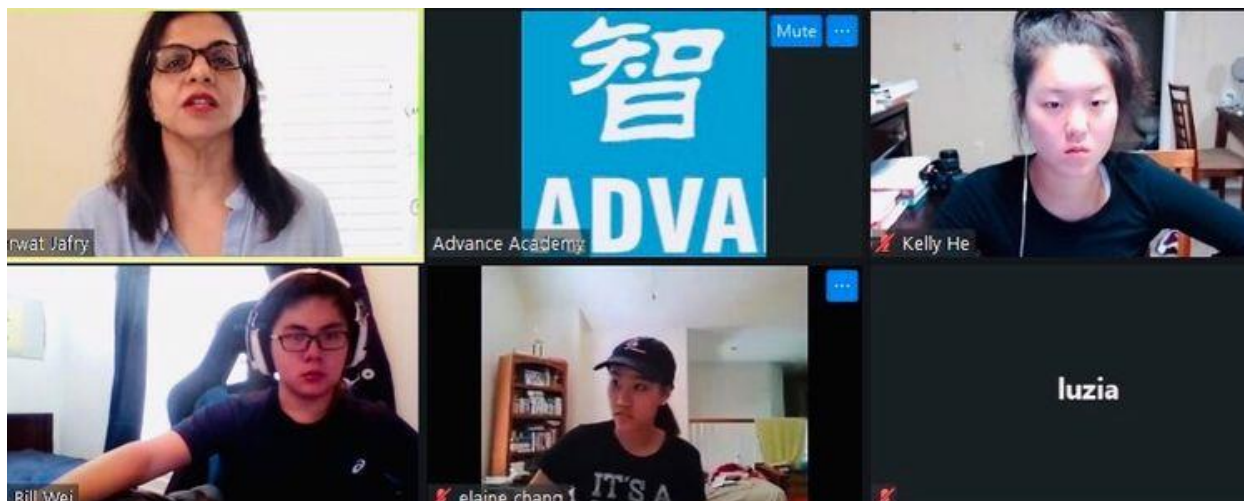 智
Mute
ADVA
rwat Jafry
Advance Academy
Kelly He
Bill Wei
elaine chang
IT'S A
luzia